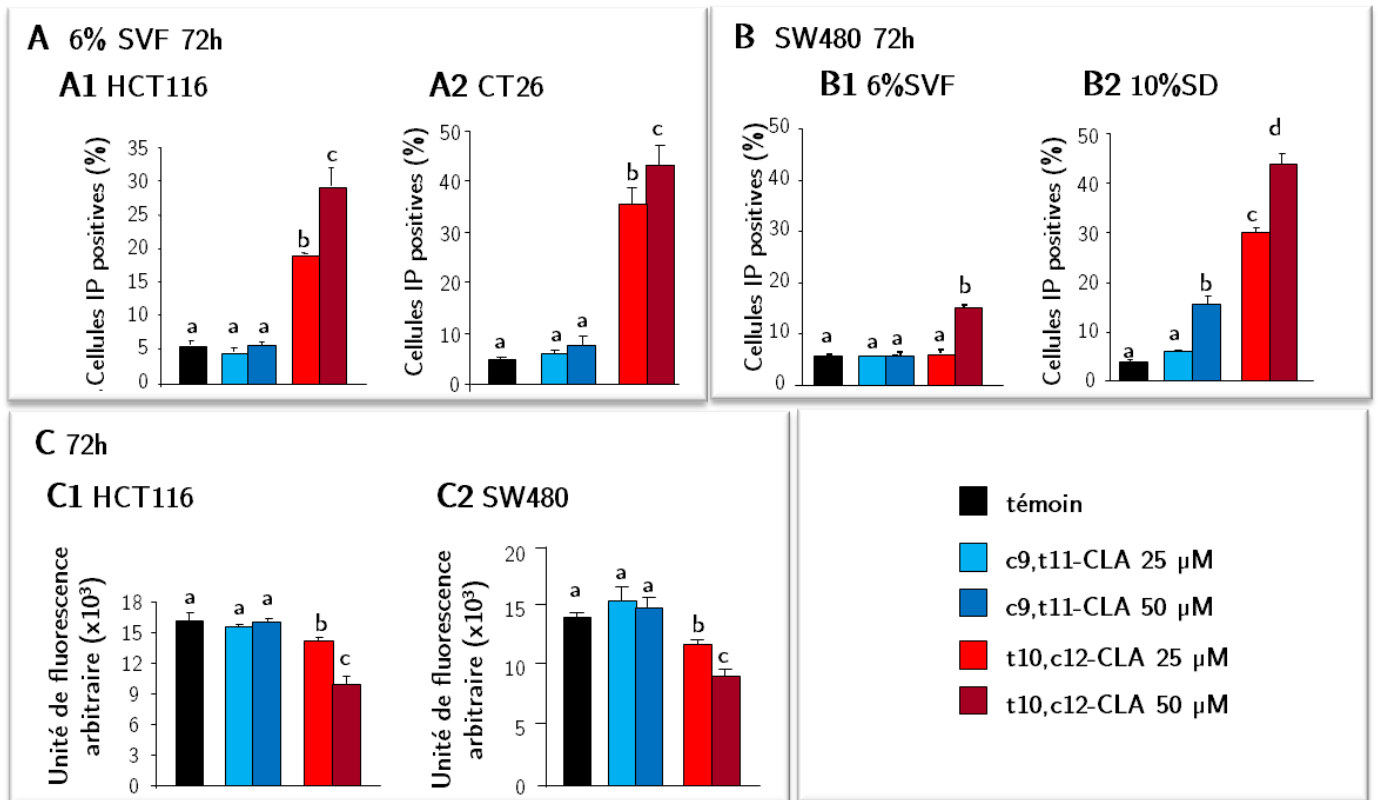 A 6% SVF 72h
A1 HCT116
A2 CT26
Cellules IP positives (%)
35
30
25
20
15
10
5
0
a
a
a
b
c
Cellules IP positives (%)
50
40
30
20
10
0
a
a
a
b
c
B SW480 72h
B1 6%SVF
B2 10%SD
Cellules IP positives (%)
50
40
30
20
10
0
a
a
a
a
b
Cellules IP positives (%)
50
40
30
20
10
0
a
a
b
c
d
C 72h
C1 HCT116
C2 SW480
Unité de fluorescence
arbitraire (x10³)
18
15
12
9
6
3
0
a
a
a
b
c
Unité de fluorescence
arbitraire (x10³)
20
15
10
5
0
a
a
a
b
c
témoin
c9,t11-CLA 25 µM
c9,t11-CLA 50 µM
t10,c12-CLA 25 µM
t10,c12-CLA 50 µM